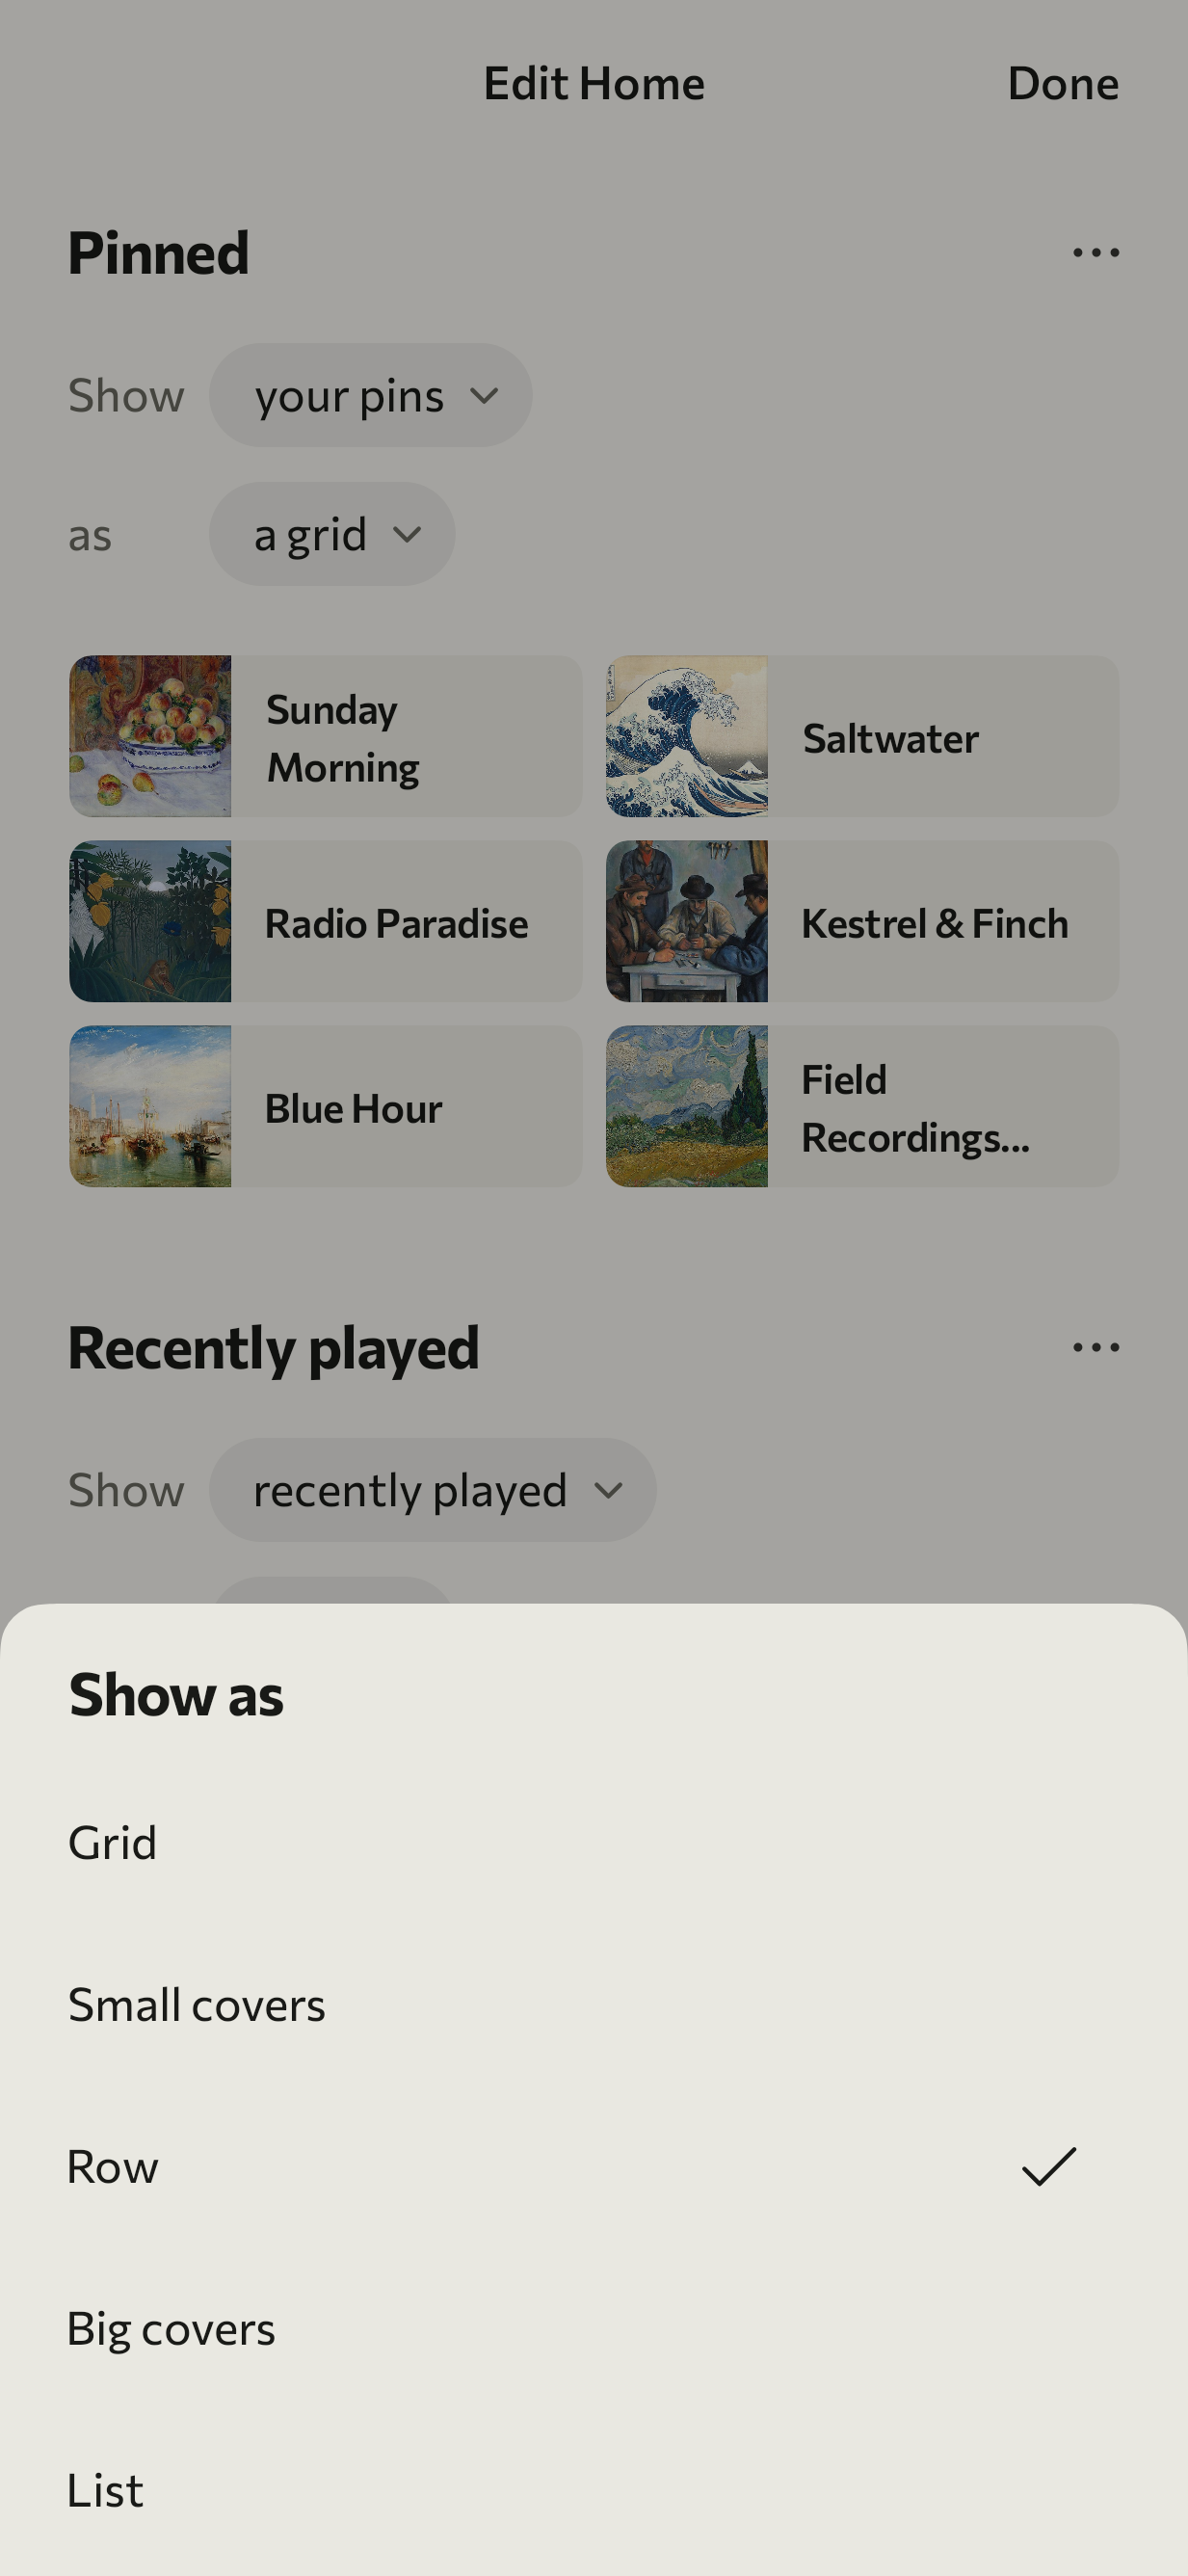 Edit Home
Done
Pinned
Show your pins
as a grid
Sunday
Morning
Saltwater
Radio Paradise
Kestrel & Finch
Blue Hour
Field
Recordings...
Recently played
Show recently played
Show as
Grid
Small covers
Row
Big covers
List